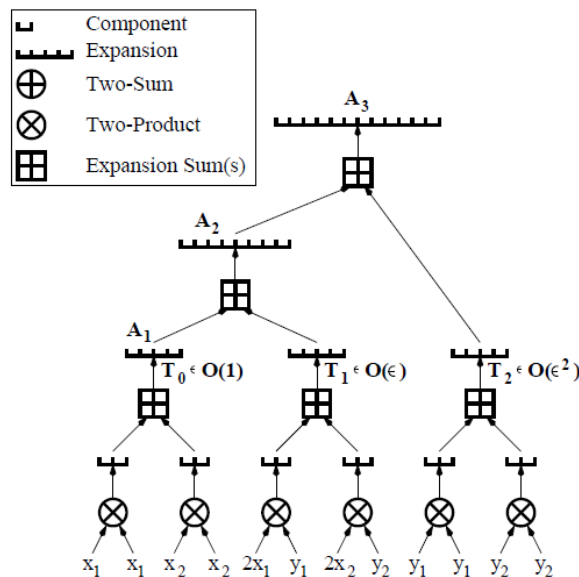 Component
Expansion
Two-Sum
Two-Product
Expansion Sum(s)
A3
A2
A1
T0 ϵ O(1) T1 ϵ O(ϵ) T2 ϵ O(ϵ²)
x1 x1 x2 x2 2x1 y1 2x2 y2 y1 y1 y2 y2